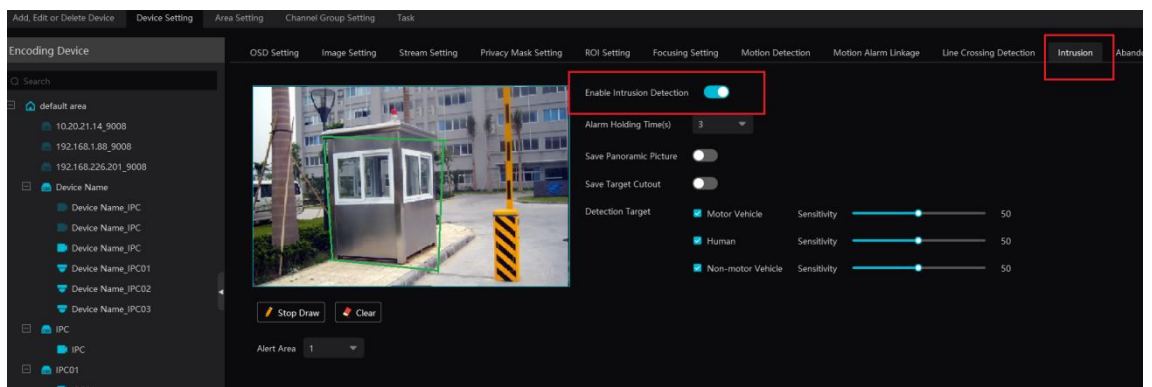 Add, Edit or Delete Device Device Setting Area Setting Channel Group Setting Task
Encoding Device
OSD Setting Image Setting Stream Setting Privacy Mask Setting ROI Setting Focusing Setting Motion Detection Motion Alarm Linkage Line Crossing Detection Intrusion
Search
default area
10.20.21.14_9008
192.168.1.88_9008
192.168.226.201_9008
Device Name
Device Name_IPC
Device Name_IPC
Device Name_IPC
Device Name_IPC01
Device Name_IPC02
Device Name_IPC03
IPC
IPC
IPC01
Enable Intrusion Detection
Alarm Holding Time(s) 3
Save Panoramic Picture
Save Target Cutout
Detection Target Motor Vehicle Sensitivity 50
Human Sensitivity 50
Non-motor Vehicle Sensitivity 50
Stop Draw Clear
Alert Area 1